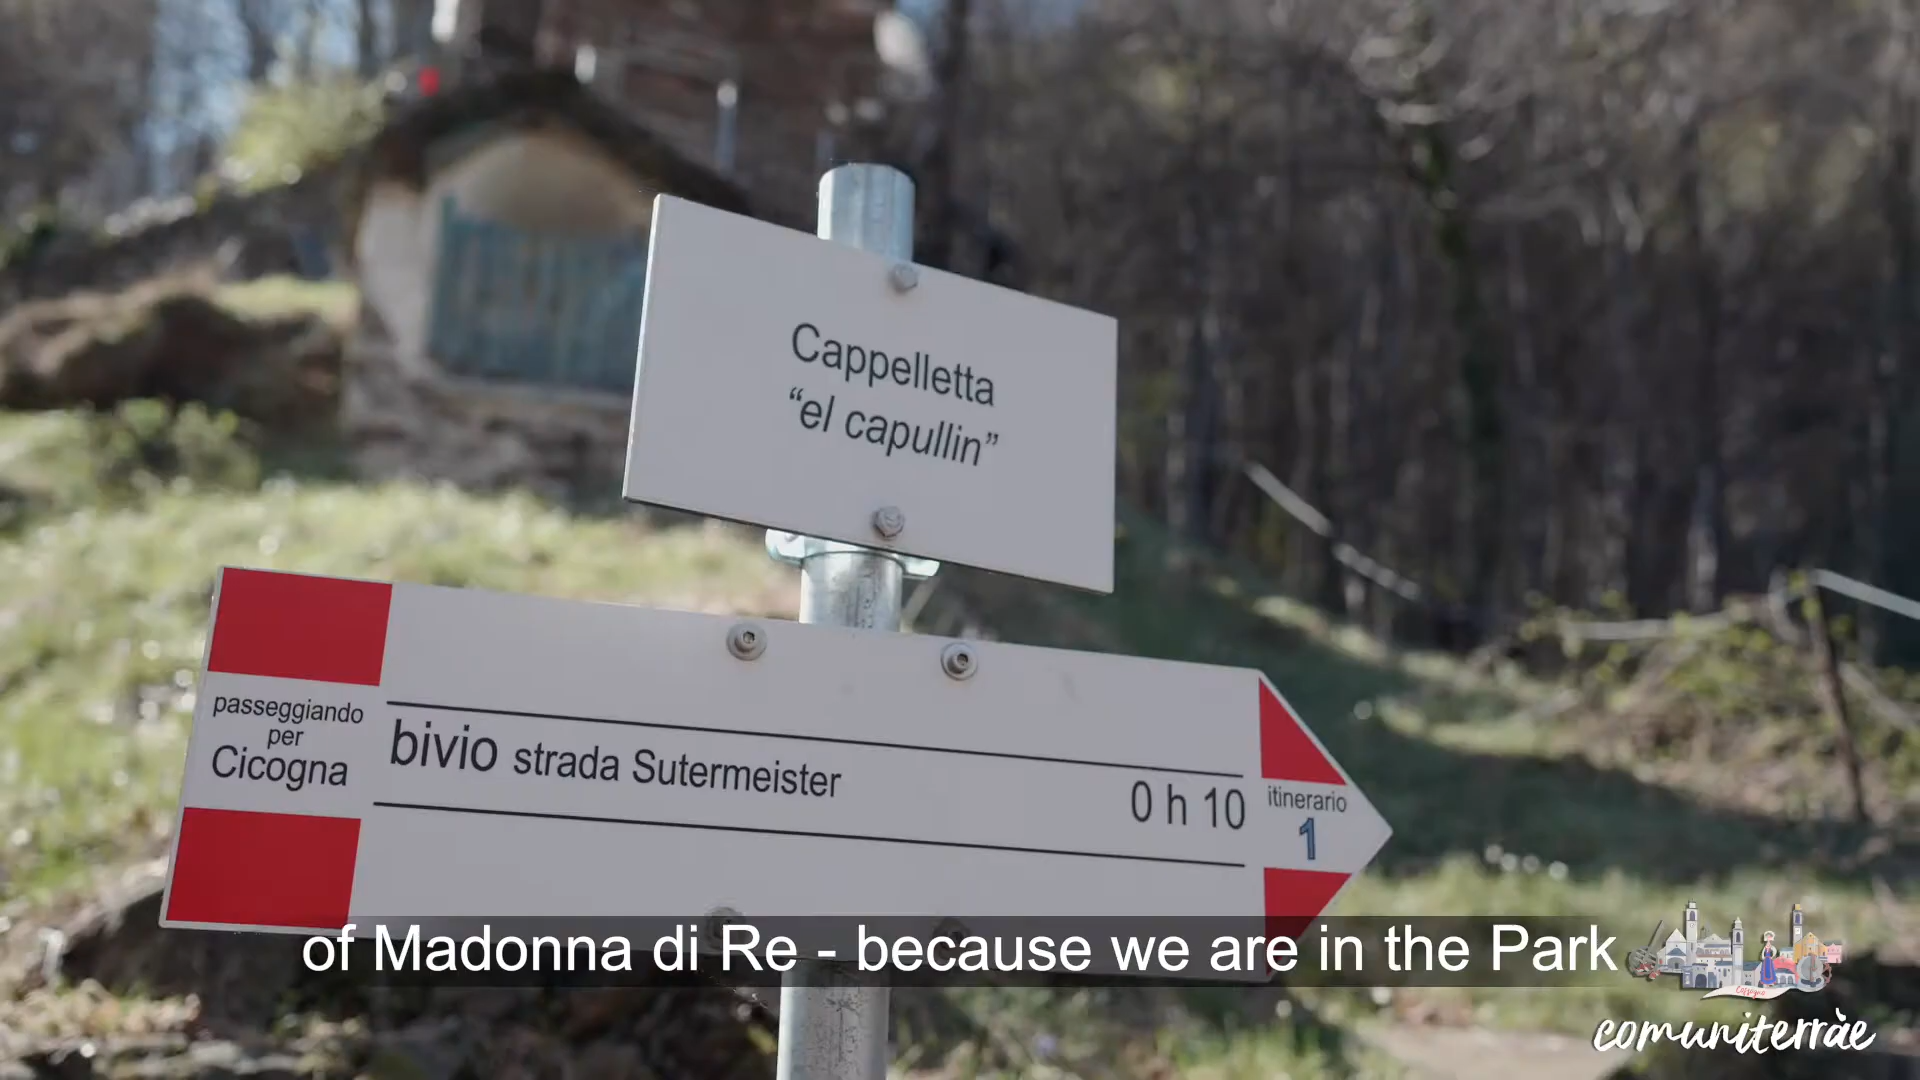 Cappelletta
“el capullin”
passeggiando
per
Cicogna
bivio strada Sutermeister
0 h 10
itinerario
1
of Madonna di Re - because we are in the Park
comuniterràe